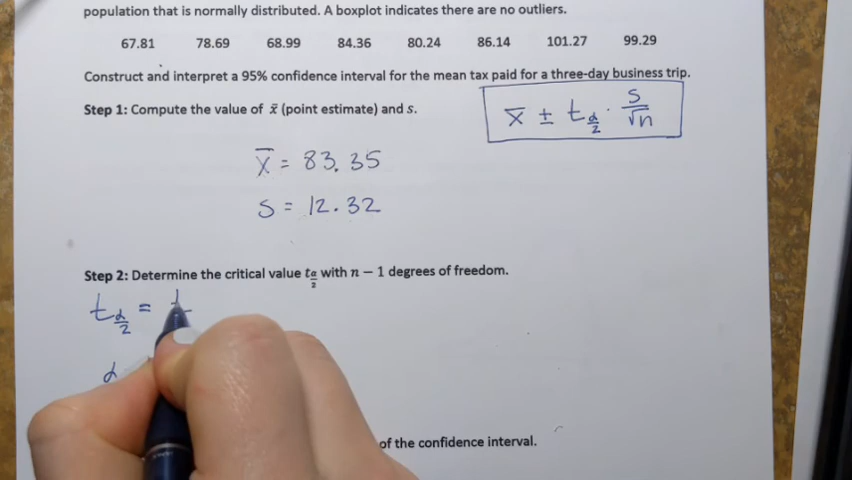 population that is normally distributed. A boxplot indicates there are no outliers.
67.81 78.69 68.99 84.36 80.24 86.14 101.27 99.29
Construct and interpret a 95% confidence interval for the mean tax paid for a three-day business trip.
Step 1: Compute the value of x̄ (point estimate) and s.
x̄ ± t_α/2 · s/√n
x̄ = 83.35
s = 12.32
Step 2: Determine the critical value t_α/2 with n − 1 degrees of freedom.
t_α/2 = t
α
of the confidence interval.